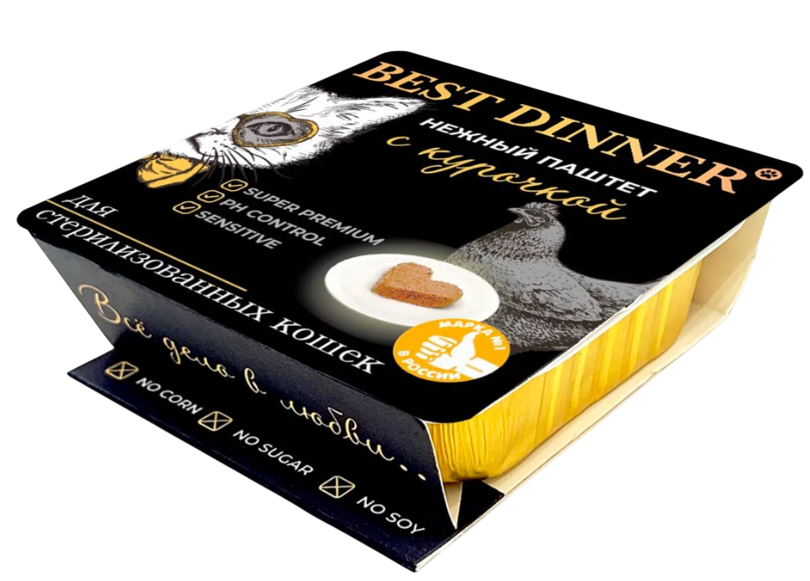 BEST DINNER
НЕЖНЫЙ ПАШТЕТ
с курочкой
SUPER PREMIUM
PH CONTROL
SENSITIVE
для
стерилизованных кошек
МАРКА №1
В РОССИИ
Всё дело в любви...
NO CORN
NO SUGAR
NO SOY